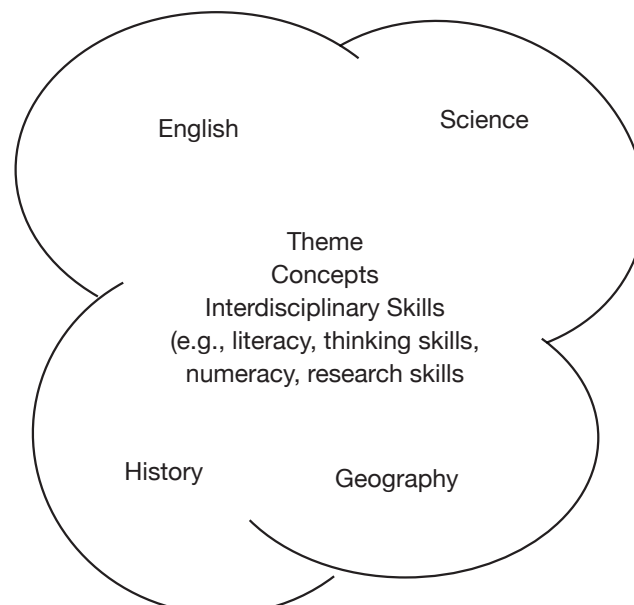 English
Science
Theme
Concepts
Interdisciplinary Skills
(e.g., literacy, thinking skills,
numeracy, research skills
History
Geography